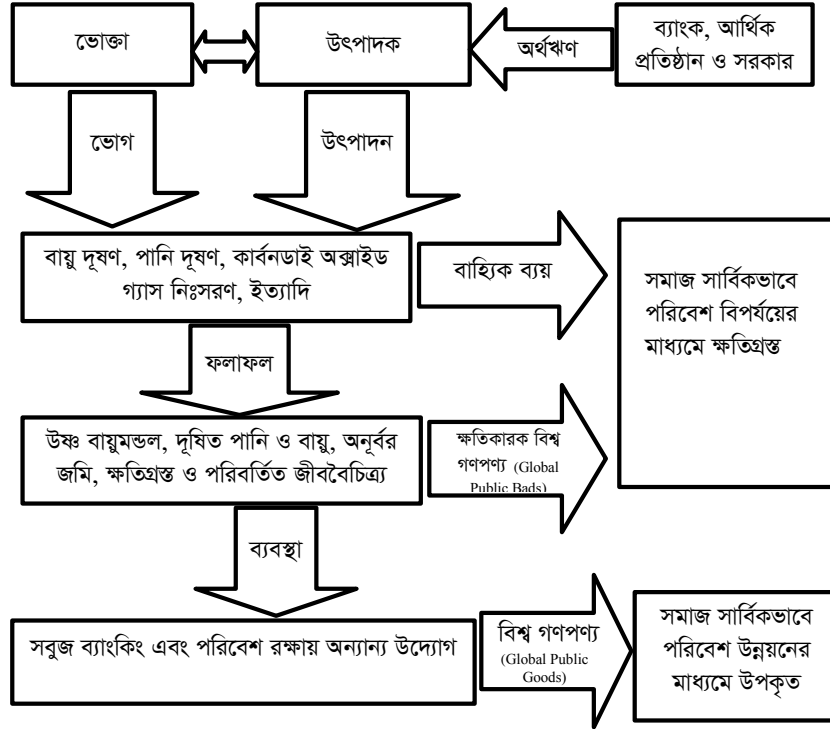 ভোক্তা
উৎপাদক
অর্থঋণ
ব্যাংক, আর্থিক
প্রতিষ্ঠান ও সরকার
ভোগ
উৎপাদন
বায়ু দূষণ, পানি দূষণ, কার্বনডাই অক্সাইড
গ্যাস নিঃসরণ, ইত্যাদি
বাহ্যিক ব্যয়
সমাজ সার্বিকভাবে
পরিবেশ বিপর্যয়ের
মাধ্যমে ক্ষতিগ্রস্ত
ফলাফল
উষ্ণ বায়ুমন্ডল, দূষিত পানি ও বায়ু, অনূর্বর
জমি, ক্ষতিগ্রস্ত ও পরিবর্তিত জীববৈচিত্র্য
ক্ষতিকারক বিশ্ব
গণপণ্য (Global
Public Bads)
ব্যবস্থা
সবুজ ব্যাংকিং এবং পরিবেশ রক্ষায় অন্যান্য উদ্যোগ
বিশ্ব গণপণ্য
(Global Public
Goods)
সমাজ সার্বিকভাবে
পরিবেশ উন্নয়নের
মাধ্যমে উপকৃত